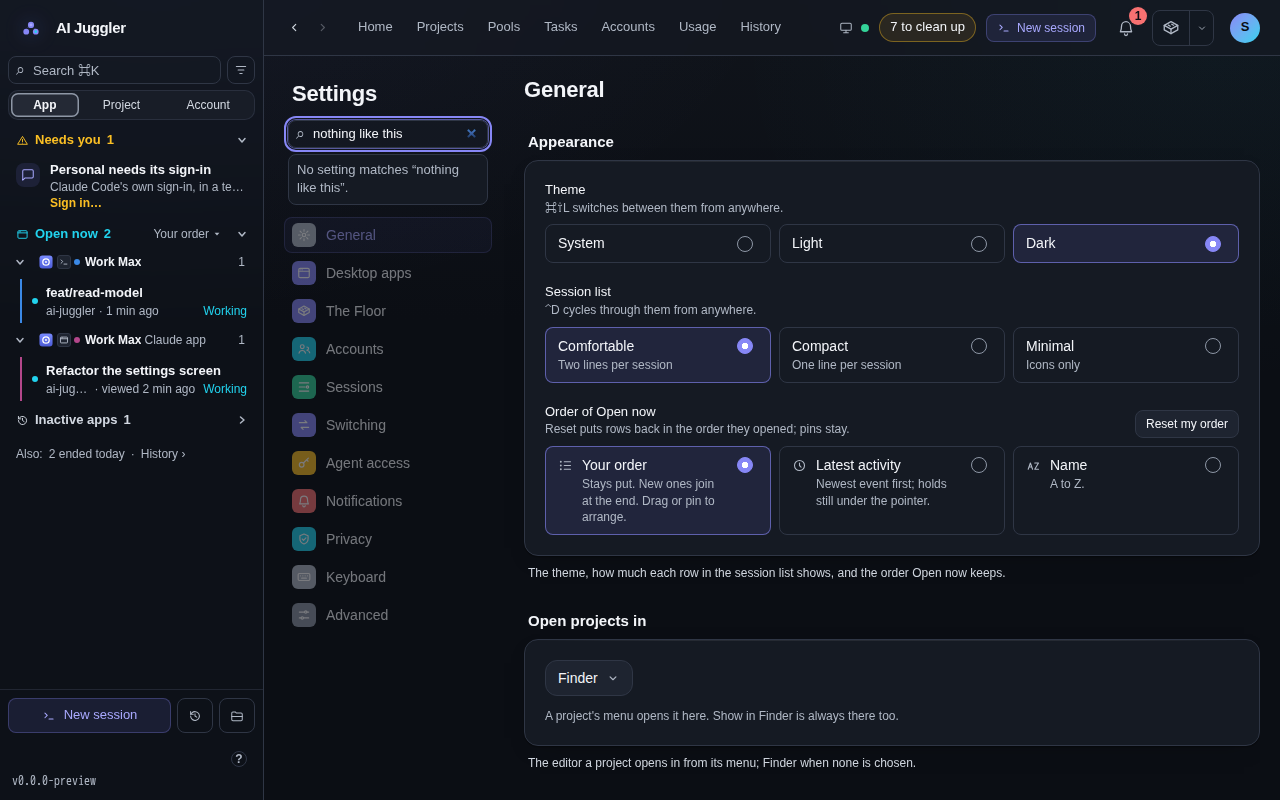 AI Juggler
Search ⌘K
App
Project
Account
Needs you 1
Personal needs its sign-in
Claude Code's own sign-in, in a te…
Sign in…
Open now 2
Your order
Work Max
1
feat/read-model
ai-juggler · 1 min ago
Working
Work Max Claude app
1
Refactor the settings screen
ai-jug… · viewed 2 min ago
Working
Inactive apps 1
Also: 2 ended today · History ›
New session
?
v0.0.0-preview
Home
Projects
Pools
Tasks
Accounts
Usage
History
7 to clean up
New session
1
S
Settings
nothing like this
No setting matches “nothing
like this”.
General
Desktop apps
The Floor
Accounts
Sessions
Switching
Agent access
Notifications
Privacy
Keyboard
Advanced
General
Appearance
Theme
⌘⇧L switches between them from anywhere.
System
Light
Dark
Session list
^D cycles through them from anywhere.
Comfortable
Two lines per session
Compact
One line per session
Minimal
Icons only
Order of Open now
Reset puts rows back in the order they opened; pins stay.
Reset my order
Your order
Stays put. New ones join
at the end. Drag or pin to
arrange.
Latest activity
Newest event first; holds
still under the pointer.
AZ
Name
A to Z.
The theme, how much each row in the session list shows, and the order Open now keeps.
Open projects in
Finder
A project's menu opens it here. Show in Finder is always there too.
The editor a project opens in from its menu; Finder when none is chosen.